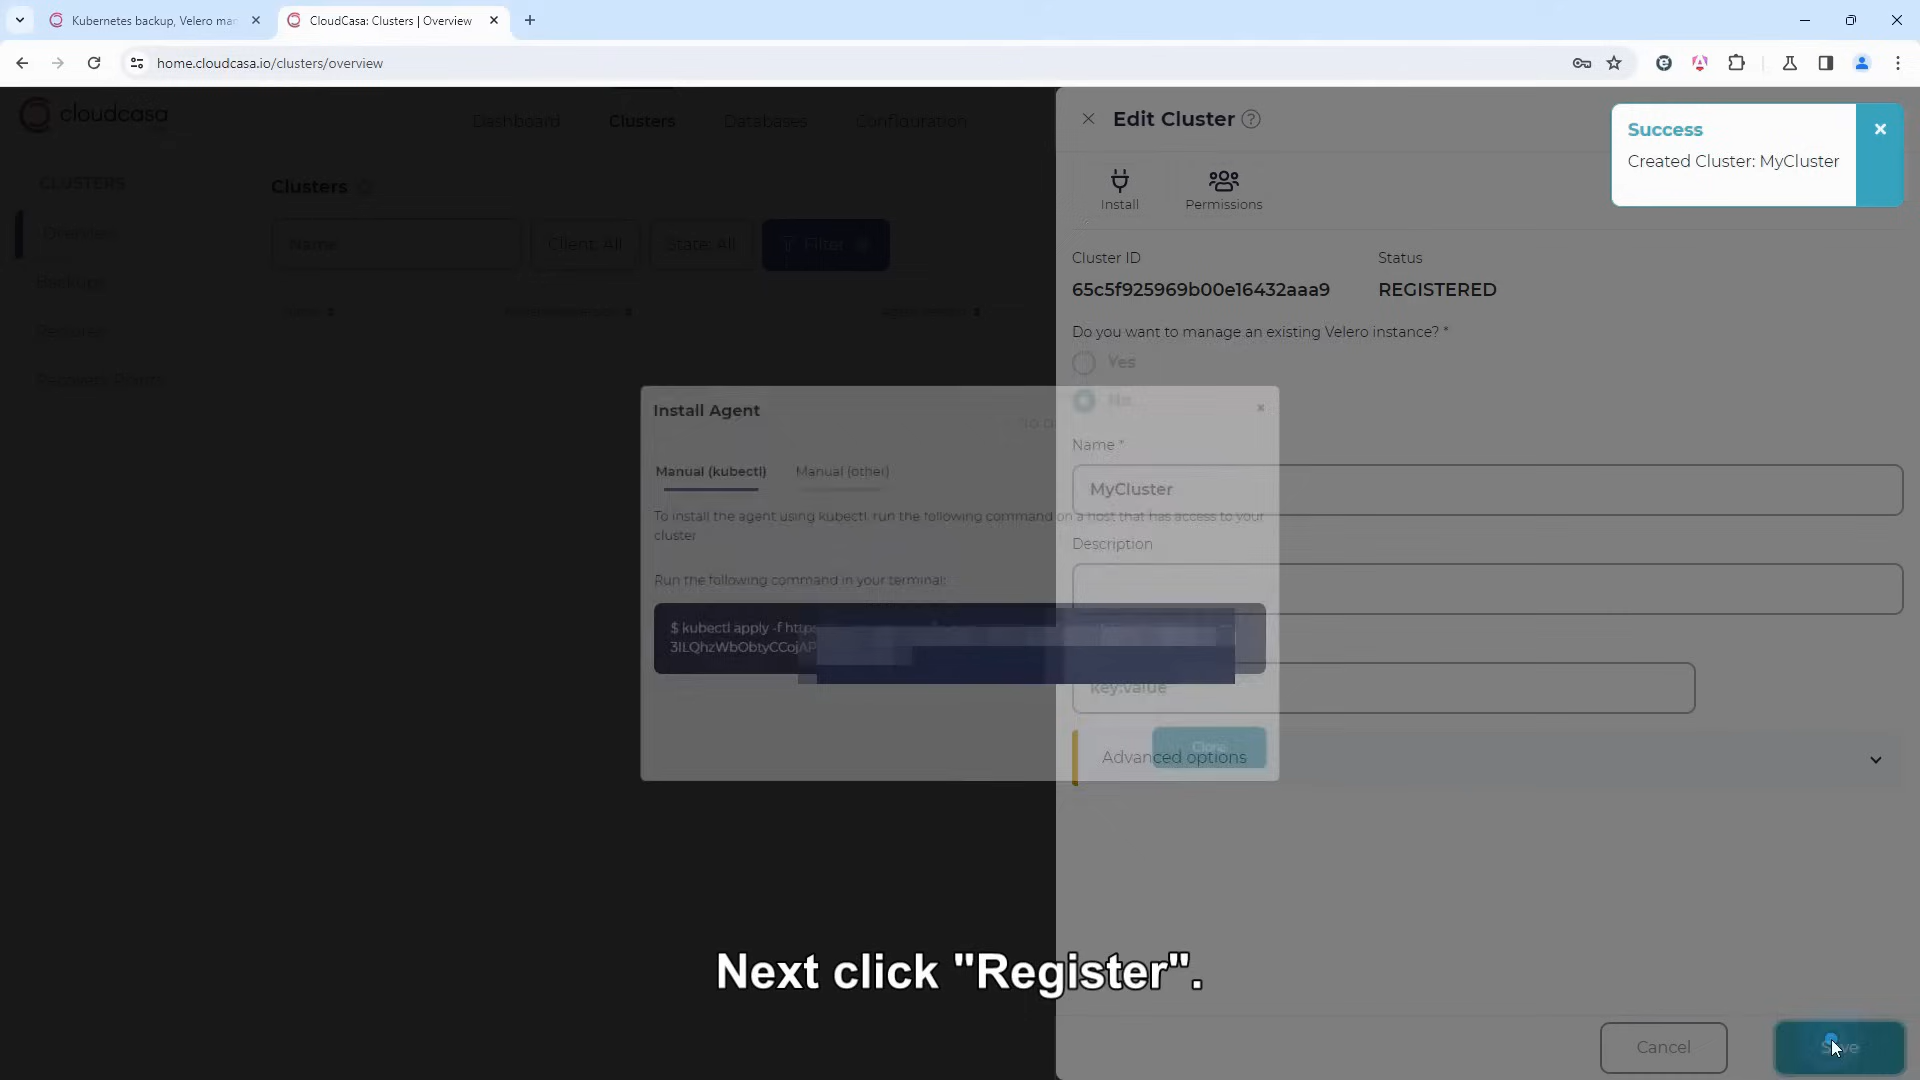 Kubernetes backup, Velero ma
CloudCasa: Clusters | Overview
home.cloudcasa.io/clusters/overview
cloudcasa
Dashboard
Clusters
Databases
Configuration
CLUSTERS
Overview
Backups
Restores
Recovery Points
Clusters
Name
Client: All
State: All
Filter
Edit Cluster
Success
Created Cluster: MyCluster
Install
Permissions
Cluster ID
Status
65c5f925969b00e16432aaa9
REGISTERED
Do you want to manage an existing Velero instance? *
Yes
No
Name *
MyCluster
Description
key:value
Advanced options
Install Agent
Manual (kubectl)
Manual (other)
To install the agent using kubectl, run the following command on a host that has access to your
cluster
Run the following command in your terminal:
$ kubectl apply -f https
3ILQhzWbObtyCCojAP
Close
Next click "Register".
Cancel
Save